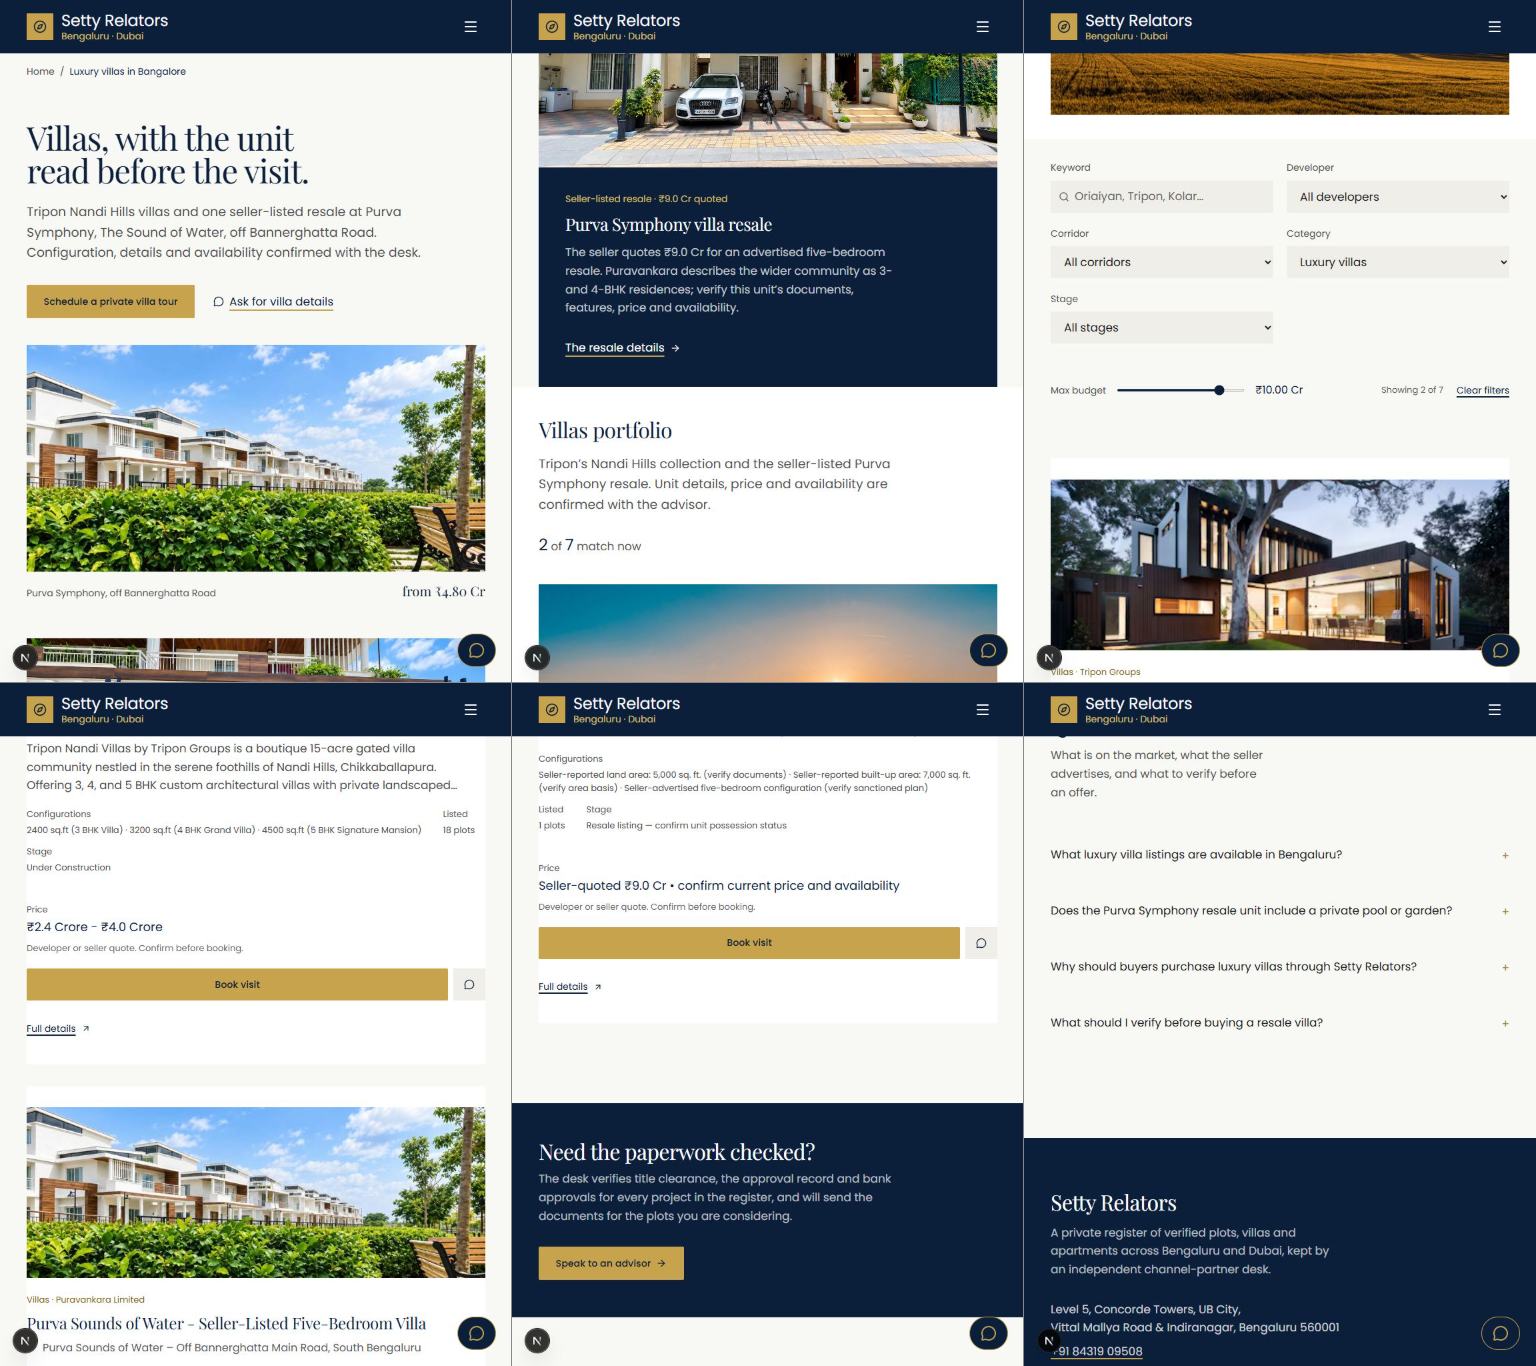 Setty Relators
Bengaluru · Dubai
Home / Luxury villas in Bangalore
Villas, with the unit
read before the visit.
Tripon Nandi Hills villas and one seller-listed resale at Purva
Symphony, The Sound of Water, off Bannerghatta Road.
Configuration, details and availability confirmed with the desk.
Schedule a private villa tour
Ask for villa details
Purva Symphony, off Bannerghatta Road
from ₹4.80 Cr
N
Setty Relators
Bengaluru · Dubai
Seller-listed resale · ₹9.0 Cr quoted
Purva Symphony villa resale
The seller quotes ₹9.0 Cr for an advertised five-bedroom
resale. Puravankara describes the wider community as 3-
and 4-BHK residences; verify this unit's documents,
features, price and availability.
The resale details →
Villas portfolio
Tripon's Nandi Hills collection and the seller-listed Purva
Symphony resale. Unit details, price and availability are
confirmed with the advisor.
2 of 7 match now
N
Setty Relators
Bengaluru · Dubai
Keyword
Developer
Oriaiyan, Tripon, Kolar...
All developers
Corridor
Category
All corridors
Luxury villas
Stage
All stages
Max budget
₹10.00 Cr
Showing 2 of 7
Clear filters
N
Villas · Tripon Groups
Setty Relators
Bengaluru · Dubai
Tripon Nandi Villas by Tripon Groups is a boutique 15-acre gated villa
community nestled in the serene foothills of Nandi Hills, Chikkaballapura.
Offering 3, 4, and 5 BHK custom architectural villas with private landscaped...
Configurations
Listed
2400 sq.ft (3 BHK Villa) · 3200 sq.ft (4 BHK Grand Villa) · 4500 sq.ft (5 BHK Signature Mansion)
18 plots
Stage
Under Construction
Price
₹2.4 Crore - ₹4.0 Crore
Developer or seller quote. Confirm before booking.
Book visit
Full details ↗
Villas · Puravankara Limited
Purva Sounds of Water - Seller-Listed Five-Bedroom Villa
Purva Sounds of Water – Off Bannerghatta Main Road, South Bengaluru
N
Setty Relators
Bengaluru · Dubai
Configurations
Seller-reported land area: 5,000 sq. ft. (verify documents) · Seller-reported built-up area: 7,000 sq. ft.
(verify area basis) · Seller-advertised five-bedroom configuration (verify sanctioned plan)
Listed
Stage
1 plots
Resale listing — confirm unit possession status
Price
Seller-quoted ₹9.0 Cr • confirm current price and availability
Developer or seller quote. Confirm before booking.
Book visit
Full details ↗
Need the paperwork checked?
The desk verifies title clearance, the approval record and bank
approvals for every project in the register, and will send the
documents for the plots you are considering.
Speak to an advisor →
N
Setty Relators
Bengaluru · Dubai
What is on the market, what the seller
advertises, and what to verify before
an offer.
What luxury villa listings are available in Bengaluru? +
Does the Purva Symphony resale unit include a private pool or garden? +
Why should buyers purchase luxury villas through Setty Relators? +
What should I verify before buying a resale villa? +
Setty Relators
A private register of verified plots, villas and
apartments across Bengaluru and Dubai, kept by
an independent channel-partner desk.
Level 5, Concorde Towers, UB City,
Vittal Mallya Road & Indiranagar, Bengaluru 560001
+91 84319 09508
N